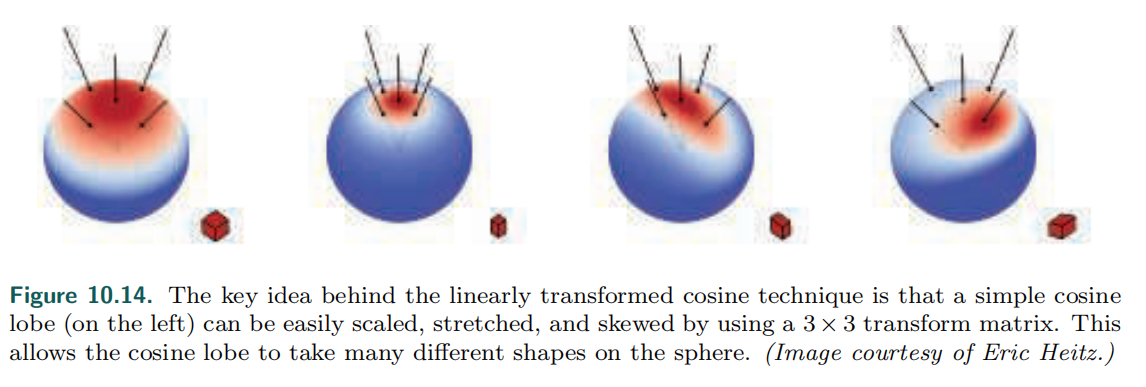 Figure 10.14. The key idea behind the linearly transformed cosine technique is that a simple cosine
lobe (on the left) can be easily scaled, stretched, and skewed by using a 3 × 3 transform matrix. This
allows the cosine lobe to take many different shapes on the sphere. (Image courtesy of Eric Heitz.)